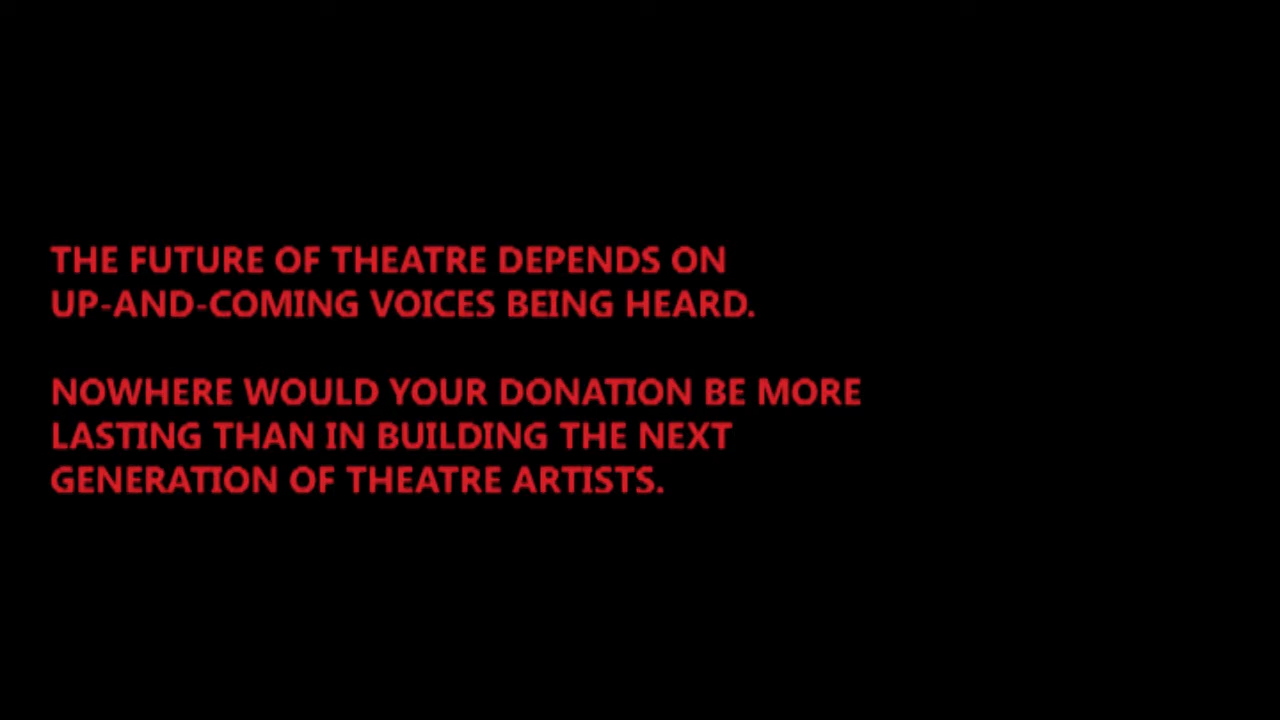 THE FUTURE OF THEATRE DEPENDS ON
UP-AND-COMING VOICES BEING HEARD.
NOWHERE WOULD YOUR DONATION BE MORE
LASTING THAN IN BUILDING THE NEXT
GENERATION OF THEATRE ARTISTS.